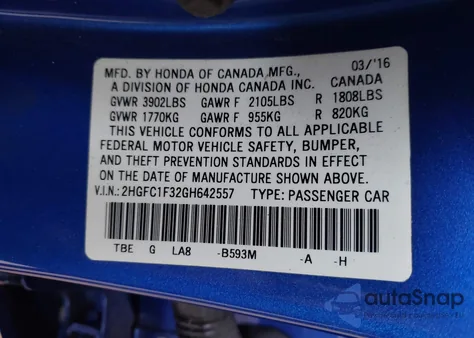 03/'16
MFD. BY HONDA OF CANADA MFG.,
A DIVISION OF HONDA CANADA INC. CANADA
GVWR 3902LBS GAWR F 2105LBS R 1808LBS
GVWR 1770KG GAWR F 955KG R 820KG
THIS VEHICLE CONFORMS TO ALL APPLICABLE
FEDERAL MOTOR VEHICLE SAFETY, BUMPER,
AND THEFT PREVENTION STANDARDS IN EFFECT
ON THE DATE OF MANUFACTURE SHOWN ABOVE.
V.I.N.:2HGFC1F32GH642557 TYPE: PASSENGER CAR
TBE G LA8 -B593M -A -H
autoSnap